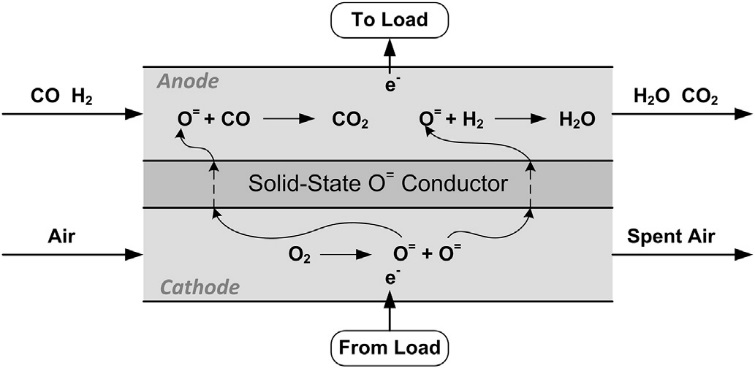 To Load
Anode
e⁻
CO H₂
H₂O CO₂
O⁼ + CO → CO₂
O⁼ + H₂ → H₂O
Solid-State O⁼ Conductor
Air
Spent Air
O₂ → O⁼ + O⁼
e⁻
Cathode
From Load